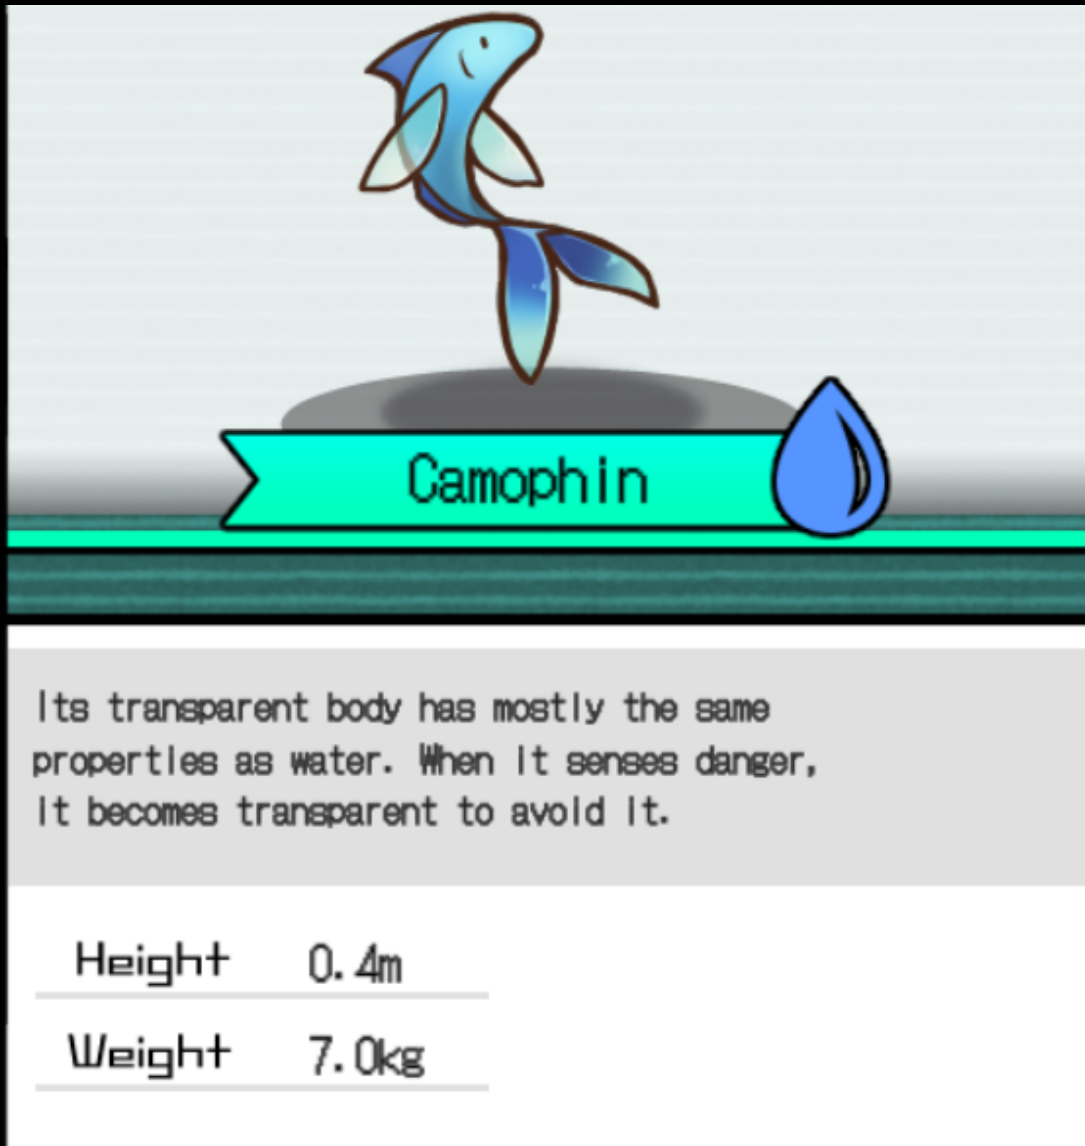 Camophin
Its transparent body has mostly the same
properties as water. When it senses danger,
it becomes transparent to avoid it.
Height 0.4m
Weight 7.0kg